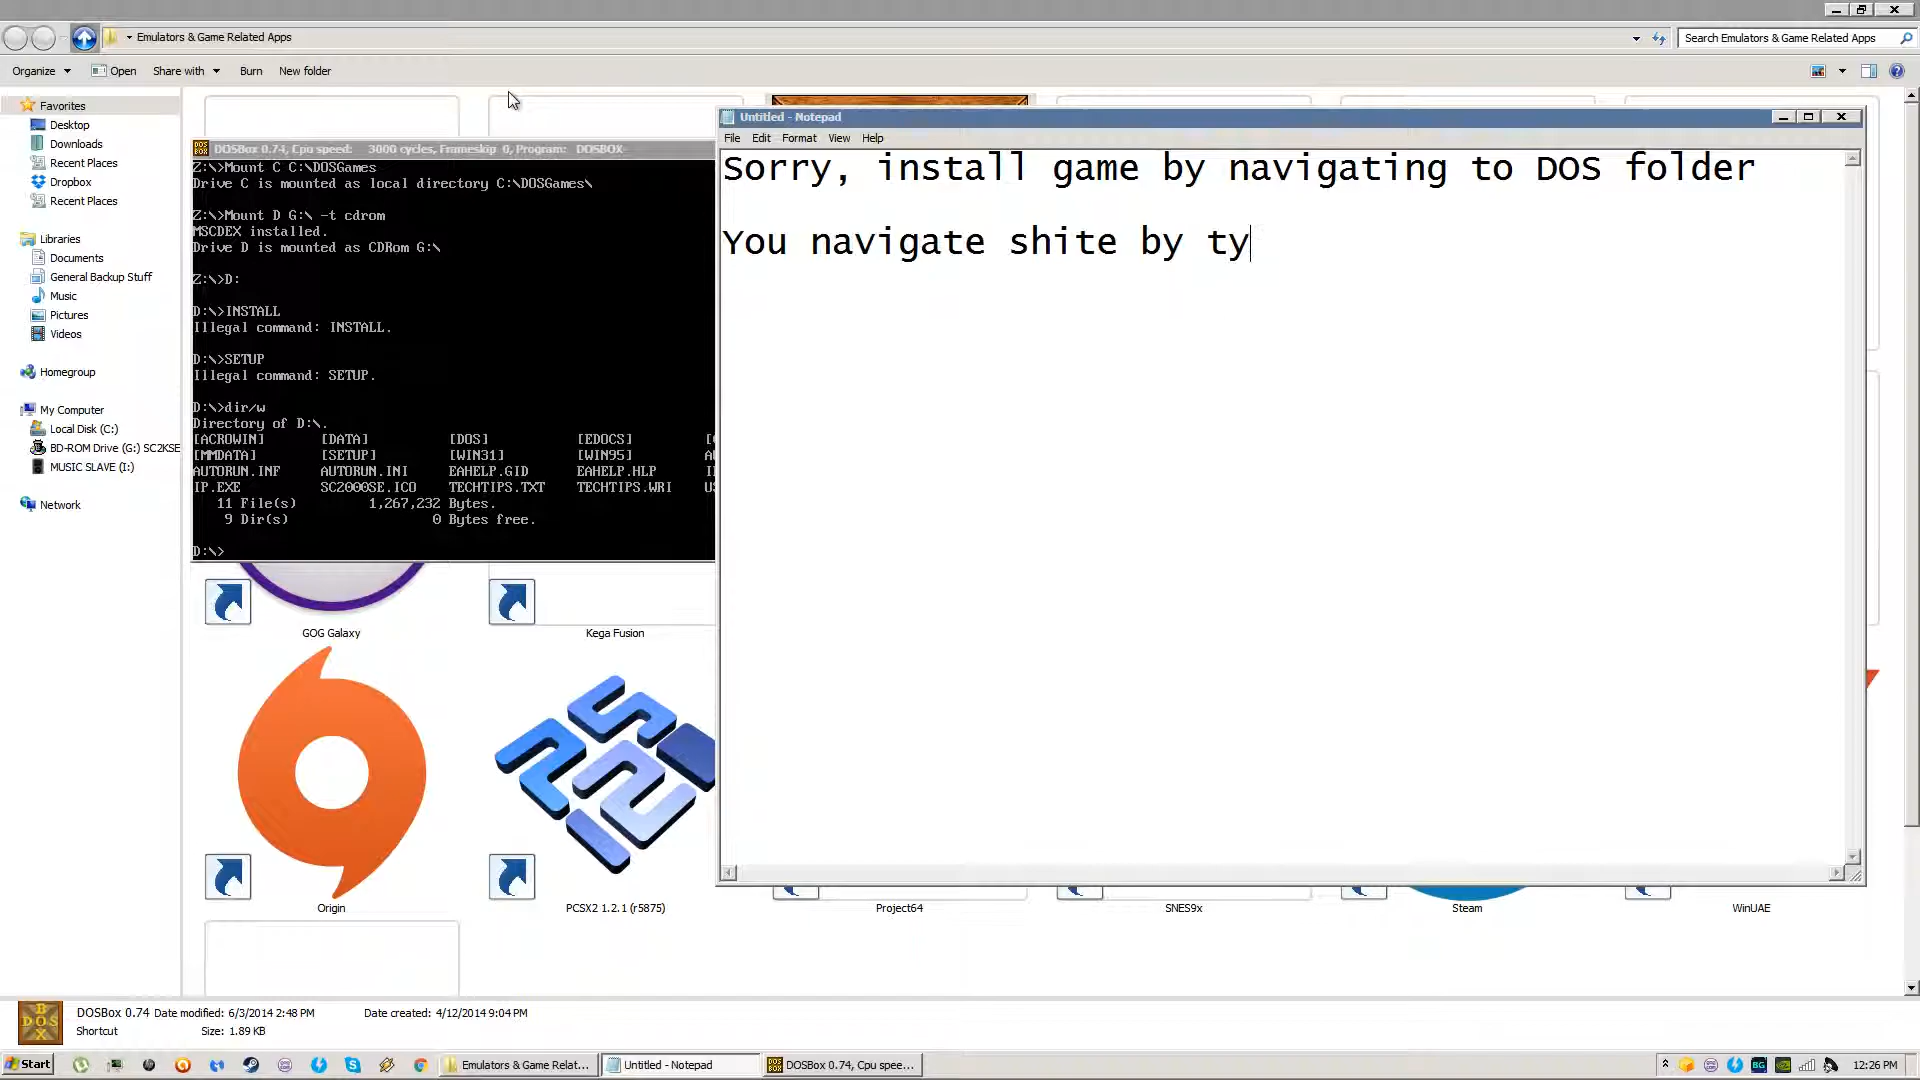 Emulators & Game Related Apps
Search Emulators & Game Related Apps
Organize
Open
Share with
Burn
New folder
Favorites
Desktop
Downloads
Recent Places
Dropbox
Recent Places
Libraries
Documents
General Backup Stuff
Music
Pictures
Videos
Homegroup
My Computer
Local Disk (C:)
BD-ROM Drive (G:) SC2KSE
MUSIC SLAVE (I:)
Network
DOSBox 0.74, Cpu speed: 3000 cycles, Frameskip 0, Program: DOSBOX
Z:\>Mount C C:\DOSGames
Drive C is mounted as local directory C:\DOSGames\
Z:\>Mount D G:\ -t cdrom
MSCDEX installed.
Drive D is mounted as CDRom G:\
Z:\>D:
D:\>INSTALL
Illegal command: INSTALL.
D:\>SETUP
Illegal command: SETUP.
D:\>dir/w
Directory of D:\.
[ACROWIN] [DATA] [DOS] [EDOCS]
[MMDATA] [SETUP] [WIN31] [WIN95]
AUTORUN.INF AUTORUN.INI EAHELP.GID EAHELP.HLP
IP.EXE SC2000SE.ICO TECHTIPS.TXT TECHTIPS.WRI
11 File(s) 1,267,232 Bytes.
9 Dir(s) 0 Bytes free.
D:\>
Untitled - Notepad
File Edit Format View Help
Sorry, install game by navigating to DOS folder
You navigate shite by ty
GOG Galaxy
Kega Fusion
Origin
PCSX2 1.2.1 (r5875)
Project64
SNES9x
Steam
WinUAE
DOSBox 0.74 Date modified: 6/3/2014 2:48 PM Date created: 4/12/2014 9:04 PM
Shortcut Size: 1.89 KB
Start
Emulators & Game Relat...
Untitled - Notepad
DOSBox 0.74, Cpu spee...
12:26 PM